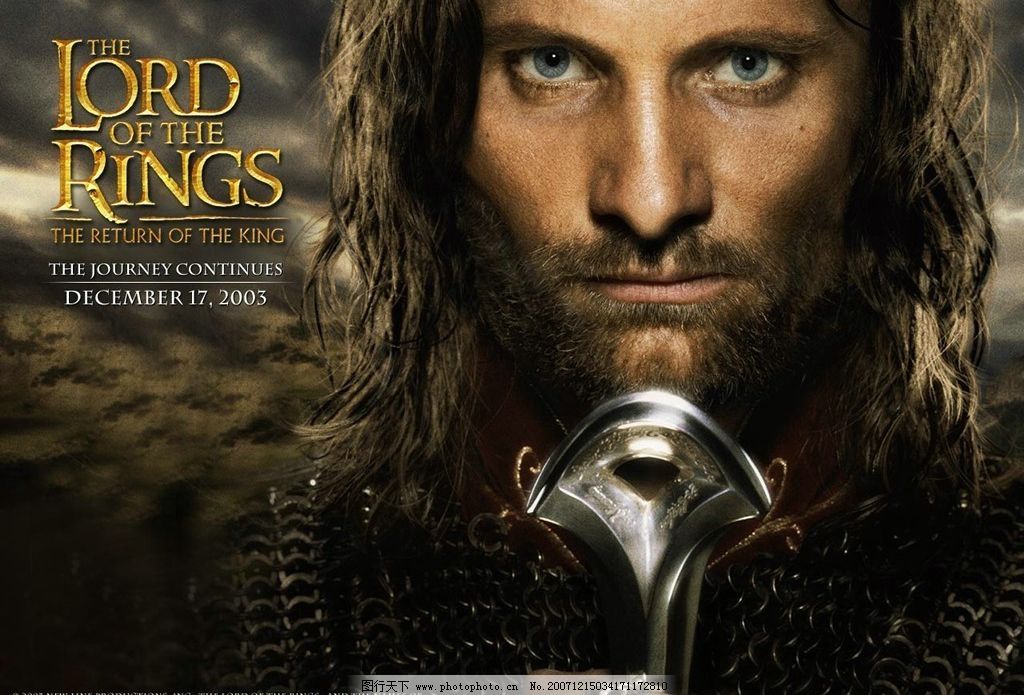 THE
LORD
OF THE
RINGS
THE RETURN OF THE KING
THE JOURNEY CONTINUES
DECEMBER 17, 2003
图行天下 www.photophoto.cn No.20071215034171172810